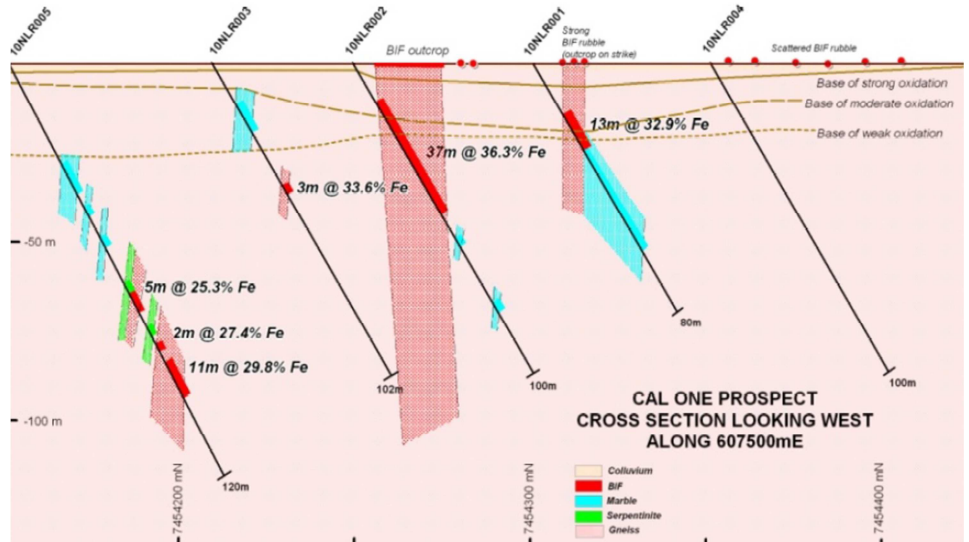 10NLR005
10NLR003
10NLR002
10NLR001
10NLR004
BIF outcrop
Strong
BIF rubble
(outcrop on strike)
Scattered BIF rubble
Base of strong oxidation
Base of moderate oxidation
Base of weak oxidation
13m @ 32.9% Fe
37m @ 36.3% Fe
3m @ 33.6% Fe
-50 m
5m @ 25.3% Fe
2m @ 27.4% Fe
11m @ 29.8% Fe
80m
102m
100m
100m
-100 m
120m
CAL ONE PROSPECT
CROSS SECTION LOOKING WEST
ALONG 607500mE
Colluvium
BIF
Marble
Serpentinite
Gneiss
7454200 mN
7454300 mN
7454400 mN